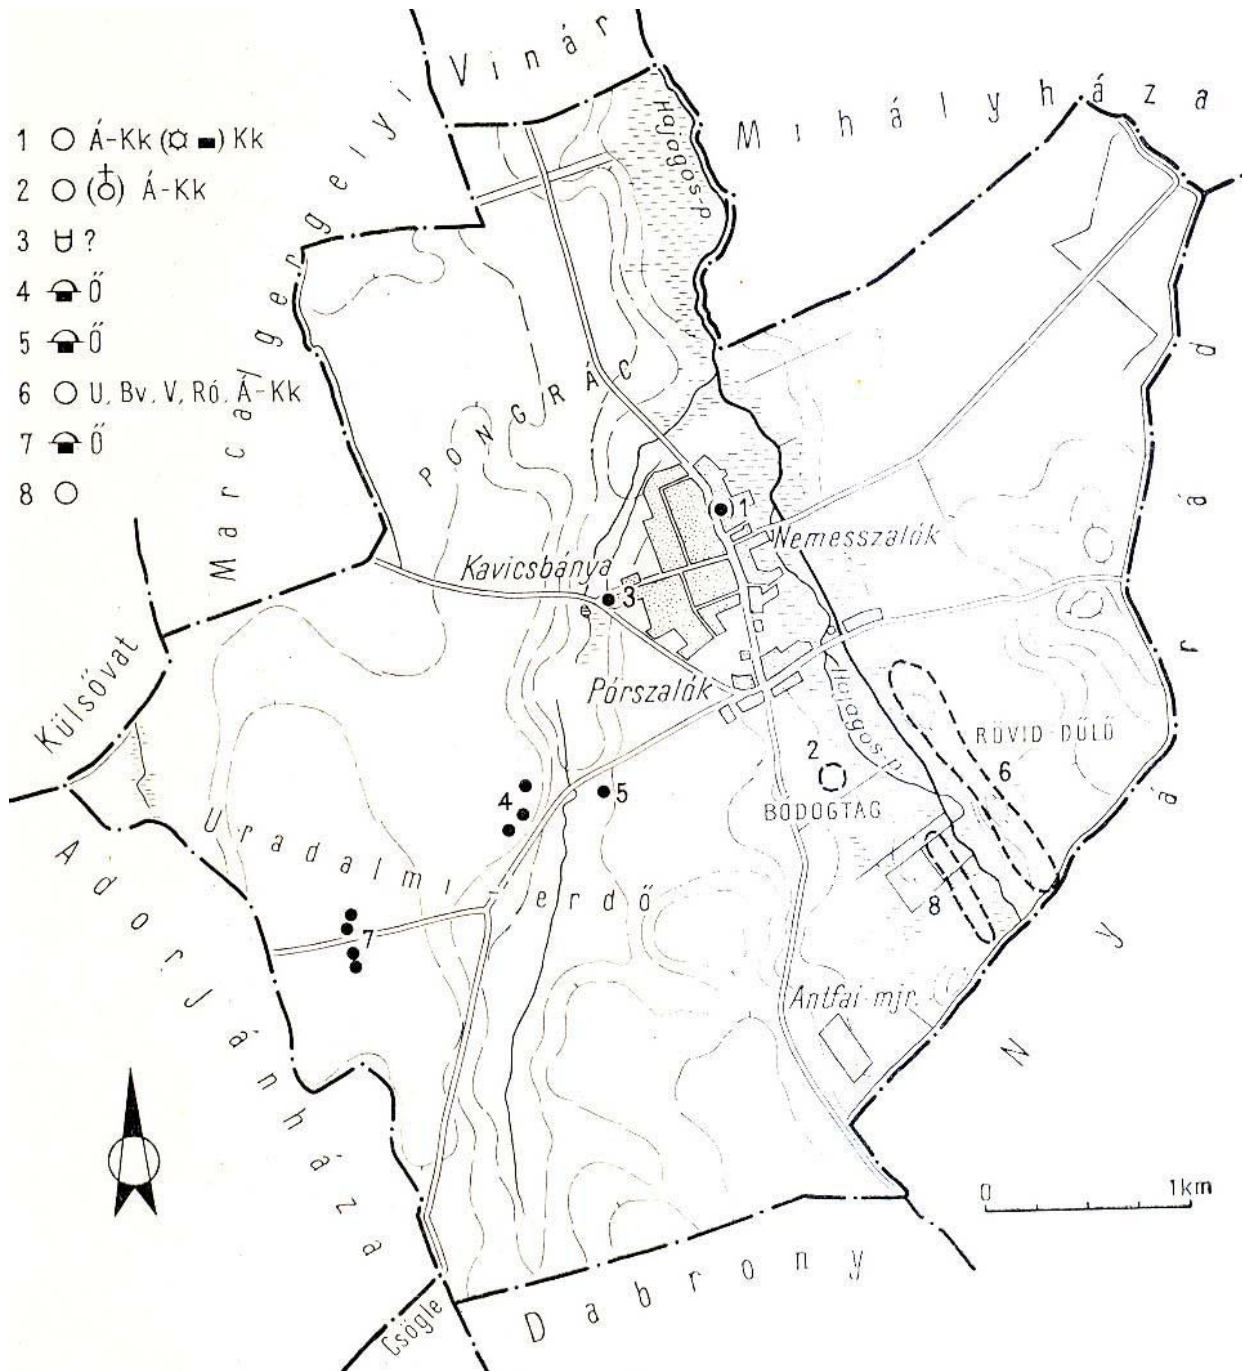 1 ○ Á-Kk (¤ ■) Kk
2 ○ (♁) Á-Kk
3 ?
4 Ő
5 Ő
6 ○ U, Bv, V, Ró, Á-Kk
7 Ő
8 ○
Vinár
Mihályháza
Marcalgergelyi
Hajagos-p.
PONGRÁC
1
Nemesszalók
Kavicsbánya
3
Külsővat
Pórszalók
Hajagos-p.
RÖVID-DŰLŐ
2
6
4
5
BÓDOGTAG
Uradalmi erdő
8
7
Adorjánháza
Antfai-mjr.
Nyárád
0 1km
Dabrony
Csögle